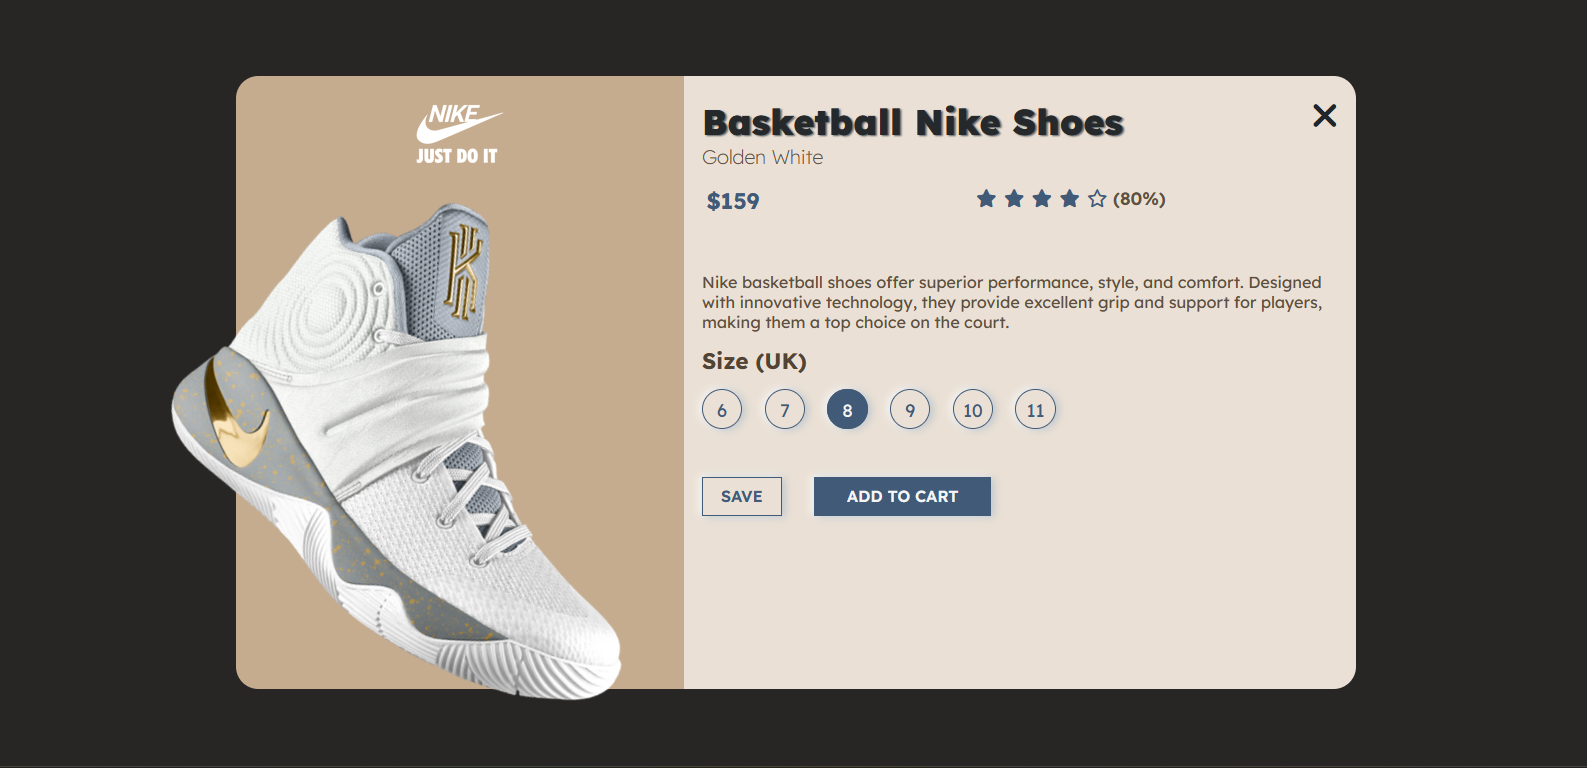 NIKE
JUST DO IT
Basketball Nike Shoes
Golden White
$159
(80%)
Nike basketball shoes offer superior performance, style, and comfort. Designed
with innovative technology, they provide excellent grip and support for players,
making them a top choice on the court.
Size (UK)
6 7 8 9 10 11
SAVE ADD TO CART